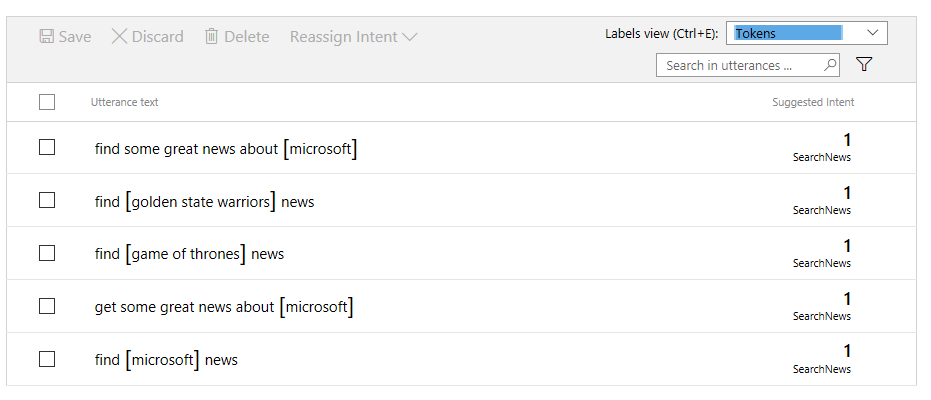 Save Discard Delete Reassign Intent Labels view (Ctrl+E): Tokens
Search in utterances ...
Utterance text Suggested Intent
find some great news about [microsoft] 1
SearchNews
find [golden state warriors] news 1
SearchNews
find [game of thrones] news 1
SearchNews
get some great news about [microsoft] 1
SearchNews
find [microsoft] news 1
SearchNews